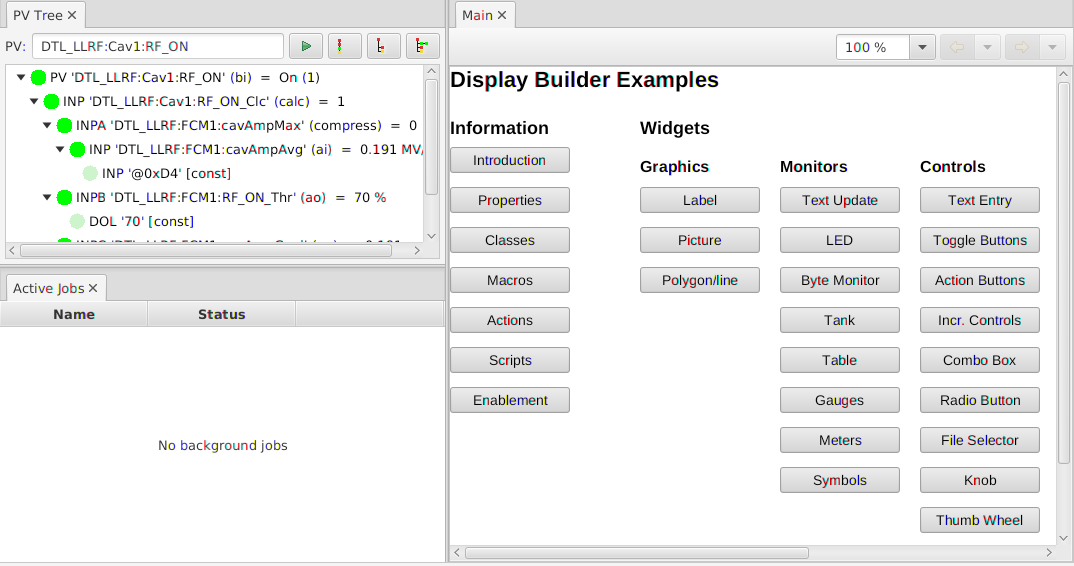 PV Tree
PV: DTL_LLRF:Cav1:RF_ON
PV 'DTL_LLRF:Cav1:RF_ON' (bi) = On (1)
INP 'DTL_LLRF:Cav1:RF_ON_Clc' (calc) = 1
INPA 'DTL_LLRF:FCM1:cavAmpMax' (compress) = 0
INP 'DTL_LLRF:FCM1:cavAmpAvg' (ai) = 0.191 MV/
INP '@0xD4' [const]
INPB 'DTL_LLRF:FCM1:RF_ON_Thr' (ao) = 70 %
DOL '70' [const]
Active Jobs
Name Status
No background jobs
Main
100 %
Display Builder Examples
Information
Introduction
Properties
Classes
Macros
Actions
Scripts
Enablement
Widgets
Graphics
Label
Picture
Polygon/line
Monitors
Text Update
LED
Byte Monitor
Tank
Table
Gauges
Meters
Symbols
Controls
Text Entry
Toggle Buttons
Action Buttons
Incr. Controls
Combo Box
Radio Button
File Selector
Knob
Thumb Wheel